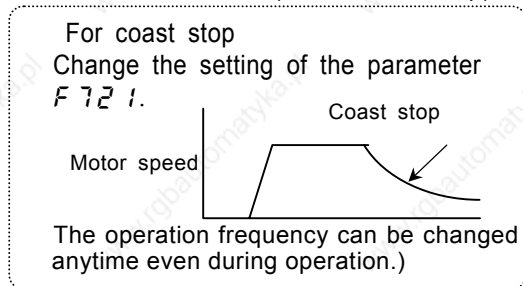 For coast stop
Change the setting of the parameter
F721.
Coast stop
Motor speed
The operation frequency can be changed
anytime even during operation.)